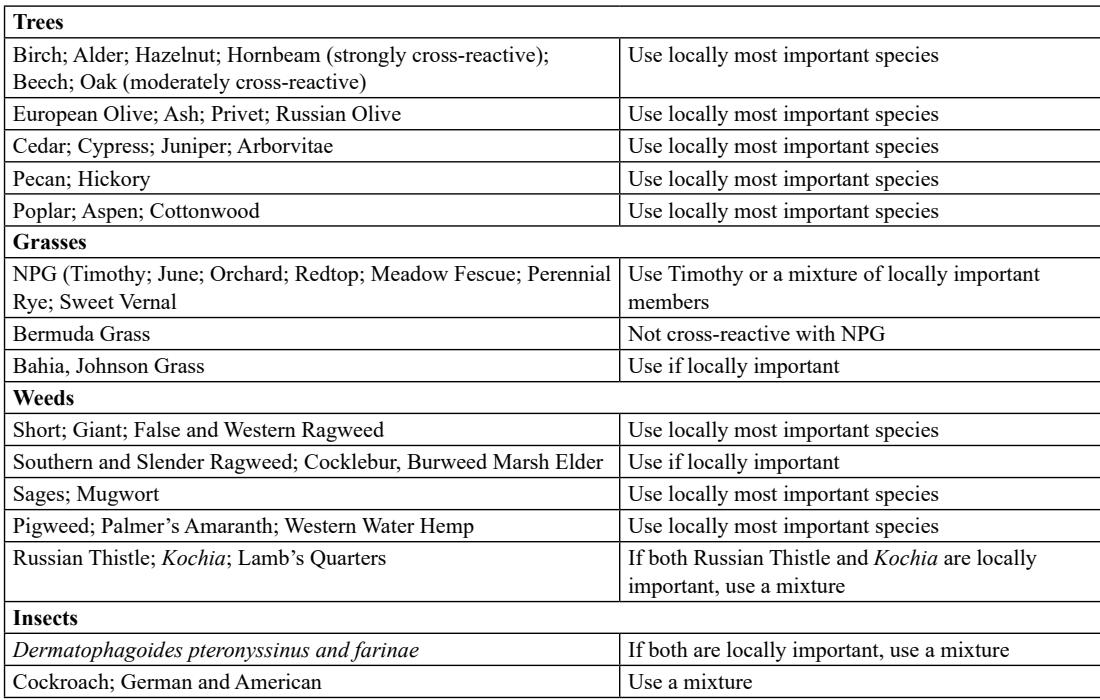 Trees
Birch; Alder; Hazelnut; Hornbeam (strongly cross-reactive);
Beech; Oak (moderately cross-reactive)
Use locally most important species
European Olive; Ash; Privet; Russian Olive
Use locally most important species
Cedar; Cypress; Juniper; Arborvitae
Use locally most important species
Pecan; Hickory
Use locally most important species
Poplar; Aspen; Cottonwood
Use locally most important species
Grasses
NPG (Timothy; June; Orchard; Redtop; Meadow Fescue; Perennial
Rye; Sweet Vernal
Use Timothy or a mixture of locally important
members
Bermuda Grass
Not cross-reactive with NPG
Bahia, Johnson Grass
Use if locally important
Weeds
Short; Giant; False and Western Ragweed
Use locally most important species
Southern and Slender Ragweed; Cocklebur, Burweed Marsh Elder
Use if locally important
Sages; Mugwort
Use locally most important species
Pigweed; Palmer’s Amaranth; Western Water Hemp
Use locally most important species
Russian Thistle; Kochia; Lamb’s Quarters
If both Russian Thistle and Kochia are locally
important, use a mixture
Insects
Dermatophagoides pteronyssinus and farinae
If both are locally important, use a mixture
Cockroach; German and American
Use a mixture